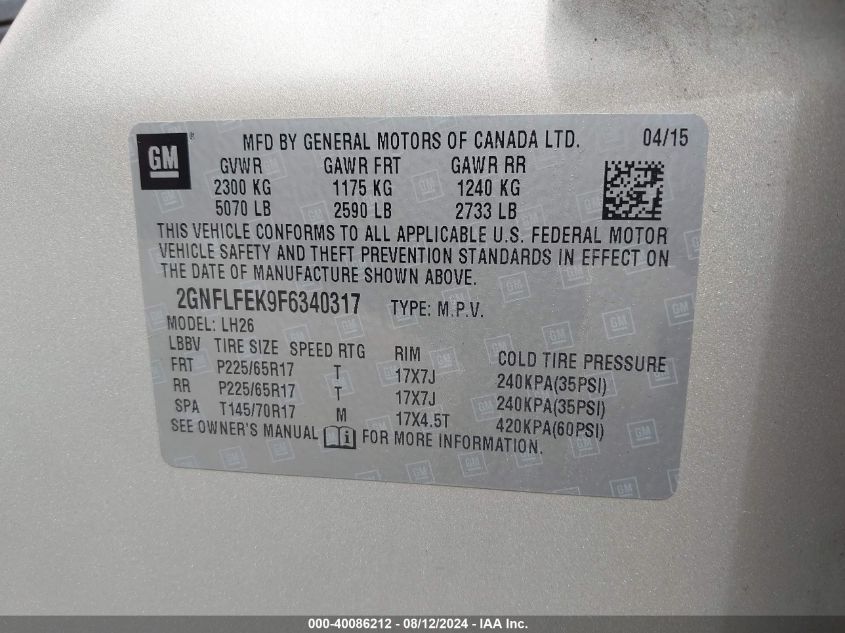 GM ® MFD BY GENERAL MOTORS OF CANADA LTD. 04/15
GVWR GAWR FRT GAWR RR
2300 KG 1175 KG 1240 KG
5070 LB 2590 LB 2733 LB
THIS VEHICLE CONFORMS TO ALL APPLICABLE U.S. FEDERAL MOTOR
VEHICLE SAFETY AND THEFT PREVENTION STANDARDS IN EFFECT ON
THE DATE OF MANUFACTURE SHOWN ABOVE.
2GNFLFEK9F6340317 TYPE: M.P.V.
MODEL: LH26
LBBV TIRE SIZE SPEED RTG RIM COLD TIRE PRESSURE
FRT P225/65R17 T 17X7J 240KPA(35PSI)
RR P225/65R17 T 17X7J 240KPA(35PSI)
SPA T145/70R17 M 17X4.5T 420KPA(60PSI)
SEE OWNER'S MANUAL i FOR MORE INFORMATION.
000-40086212 - 08/12/2024 - IAA Inc.